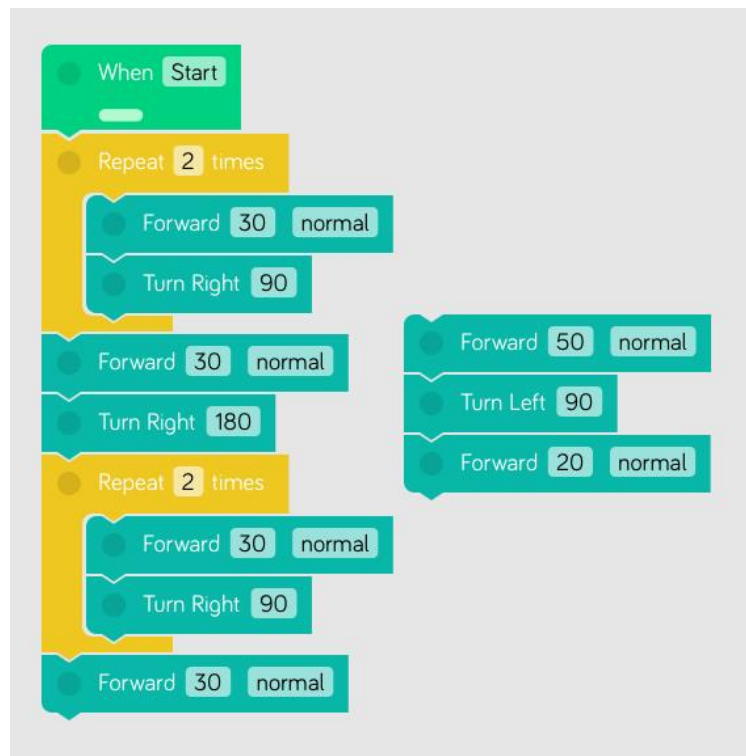 When Start
Repeat 2 times
Forward 30 normal
Turn Right 90
Forward 30 normal
Turn Right 180
Repeat 2 times
Forward 30 normal
Turn Right 90
Forward 30 normal
Forward 50 normal
Turn Left 90
Forward 20 normal